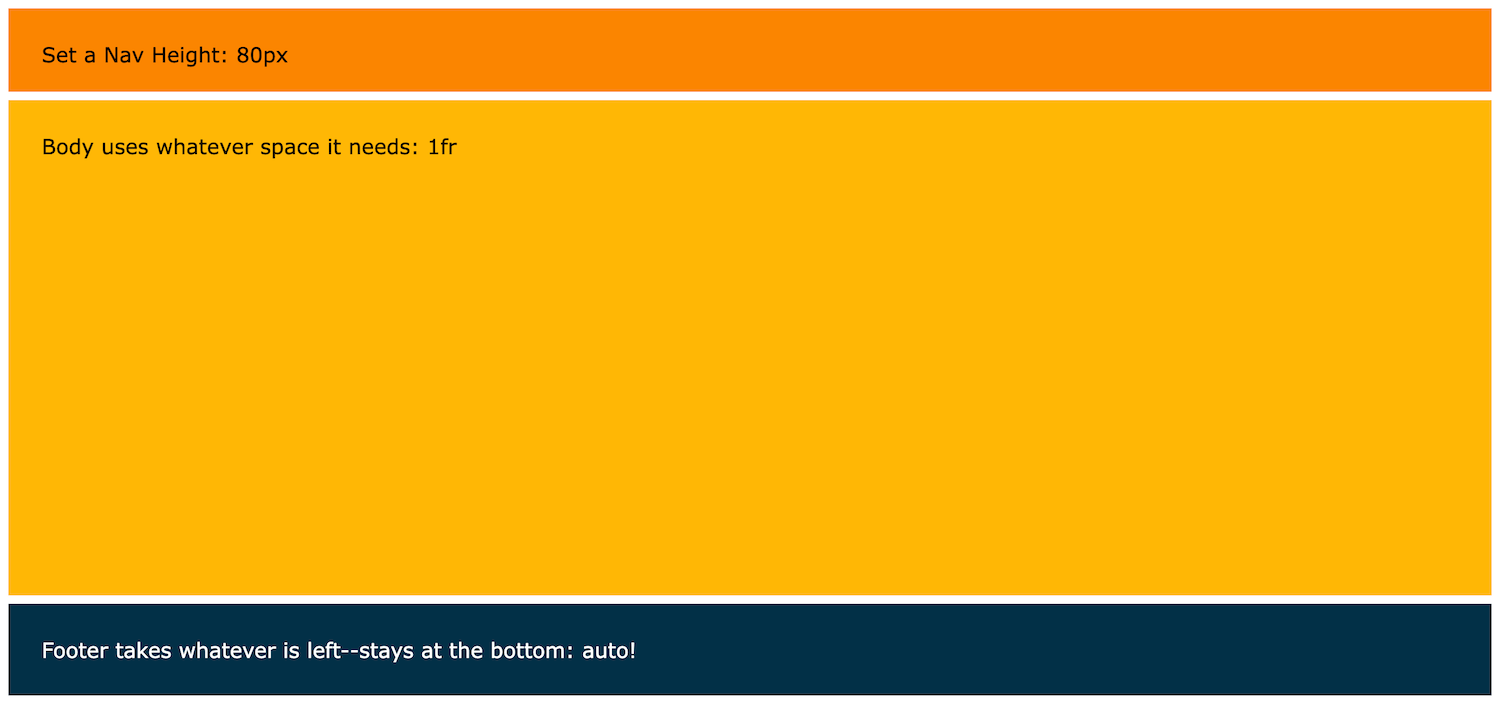 Set a Nav Height: 80px
Body uses whatever space it needs: 1fr
Footer takes whatever is left--stays at the bottom: auto!